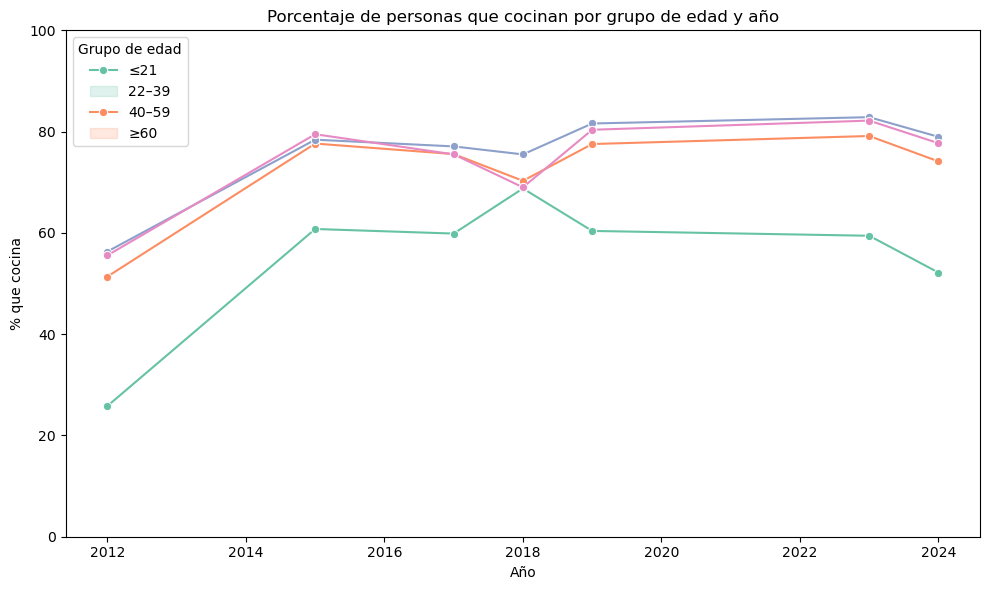 Porcentaje de personas que cocinan por grupo de edad y año
100
80
60
40
20
0
% que cocina
Grupo de edad
≤21
22–39
40–59
≥60
2012 2014 2016 2018 2020 2022 2024
Año